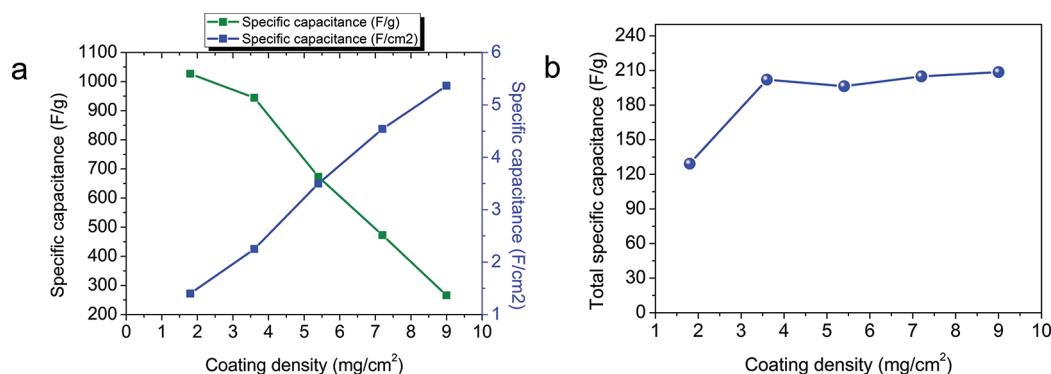 Specific capacitance (F/g)
Specific capacitance (F/cm2)
a
1100
1000
900
800
700
600
500
400
300
200
Specific capacitance (F/g)
6
5
4
3
2
1
Specific capacitance (F/cm2)
0 1 2 3 4 5 6 7 8 9 10
Coating density (mg/cm²)
b
240
210
180
150
120
90
60
30
0
Total specific capacitance (F/g)
1 2 3 4 5 6 7 8 9 10
Coating density (mg/cm²)